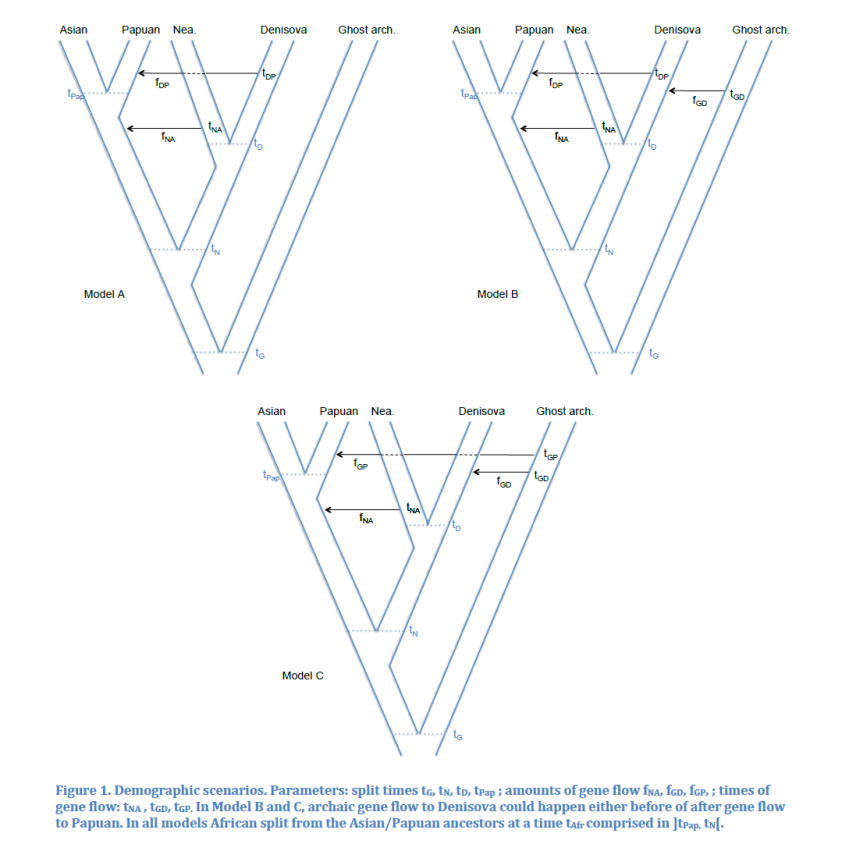 Asian Papuan Nea. Denisova Ghost arch.
tDP
fDP
tPap
tNA
fNA
tD
tN
Model A
tG
Asian Papuan Nea. Denisova Ghost arch.
tDP
fDP
tPap
fGD
tGD
tNA
fNA
tD
tN
Model B
tG
Asian Papuan Nea. Denisova Ghost arch.
tGP
fGP
tPap
fGD
tGD
tNA
fNA
tD
tN
Model C
tG
Figure 1. Demographic scenarios. Parameters: split times tG, tN, tD, tPap ; amounts of gene flow fNA, fGD, fGP, ; times of
gene flow: tNA , tGD, tGP. In Model B and C, archaic gene flow to Denisova could happen either before of after gene flow
to Papuan. In all models African split from the Asian/Papuan ancestors at a time tAfr comprised in ]tPap, tN[.